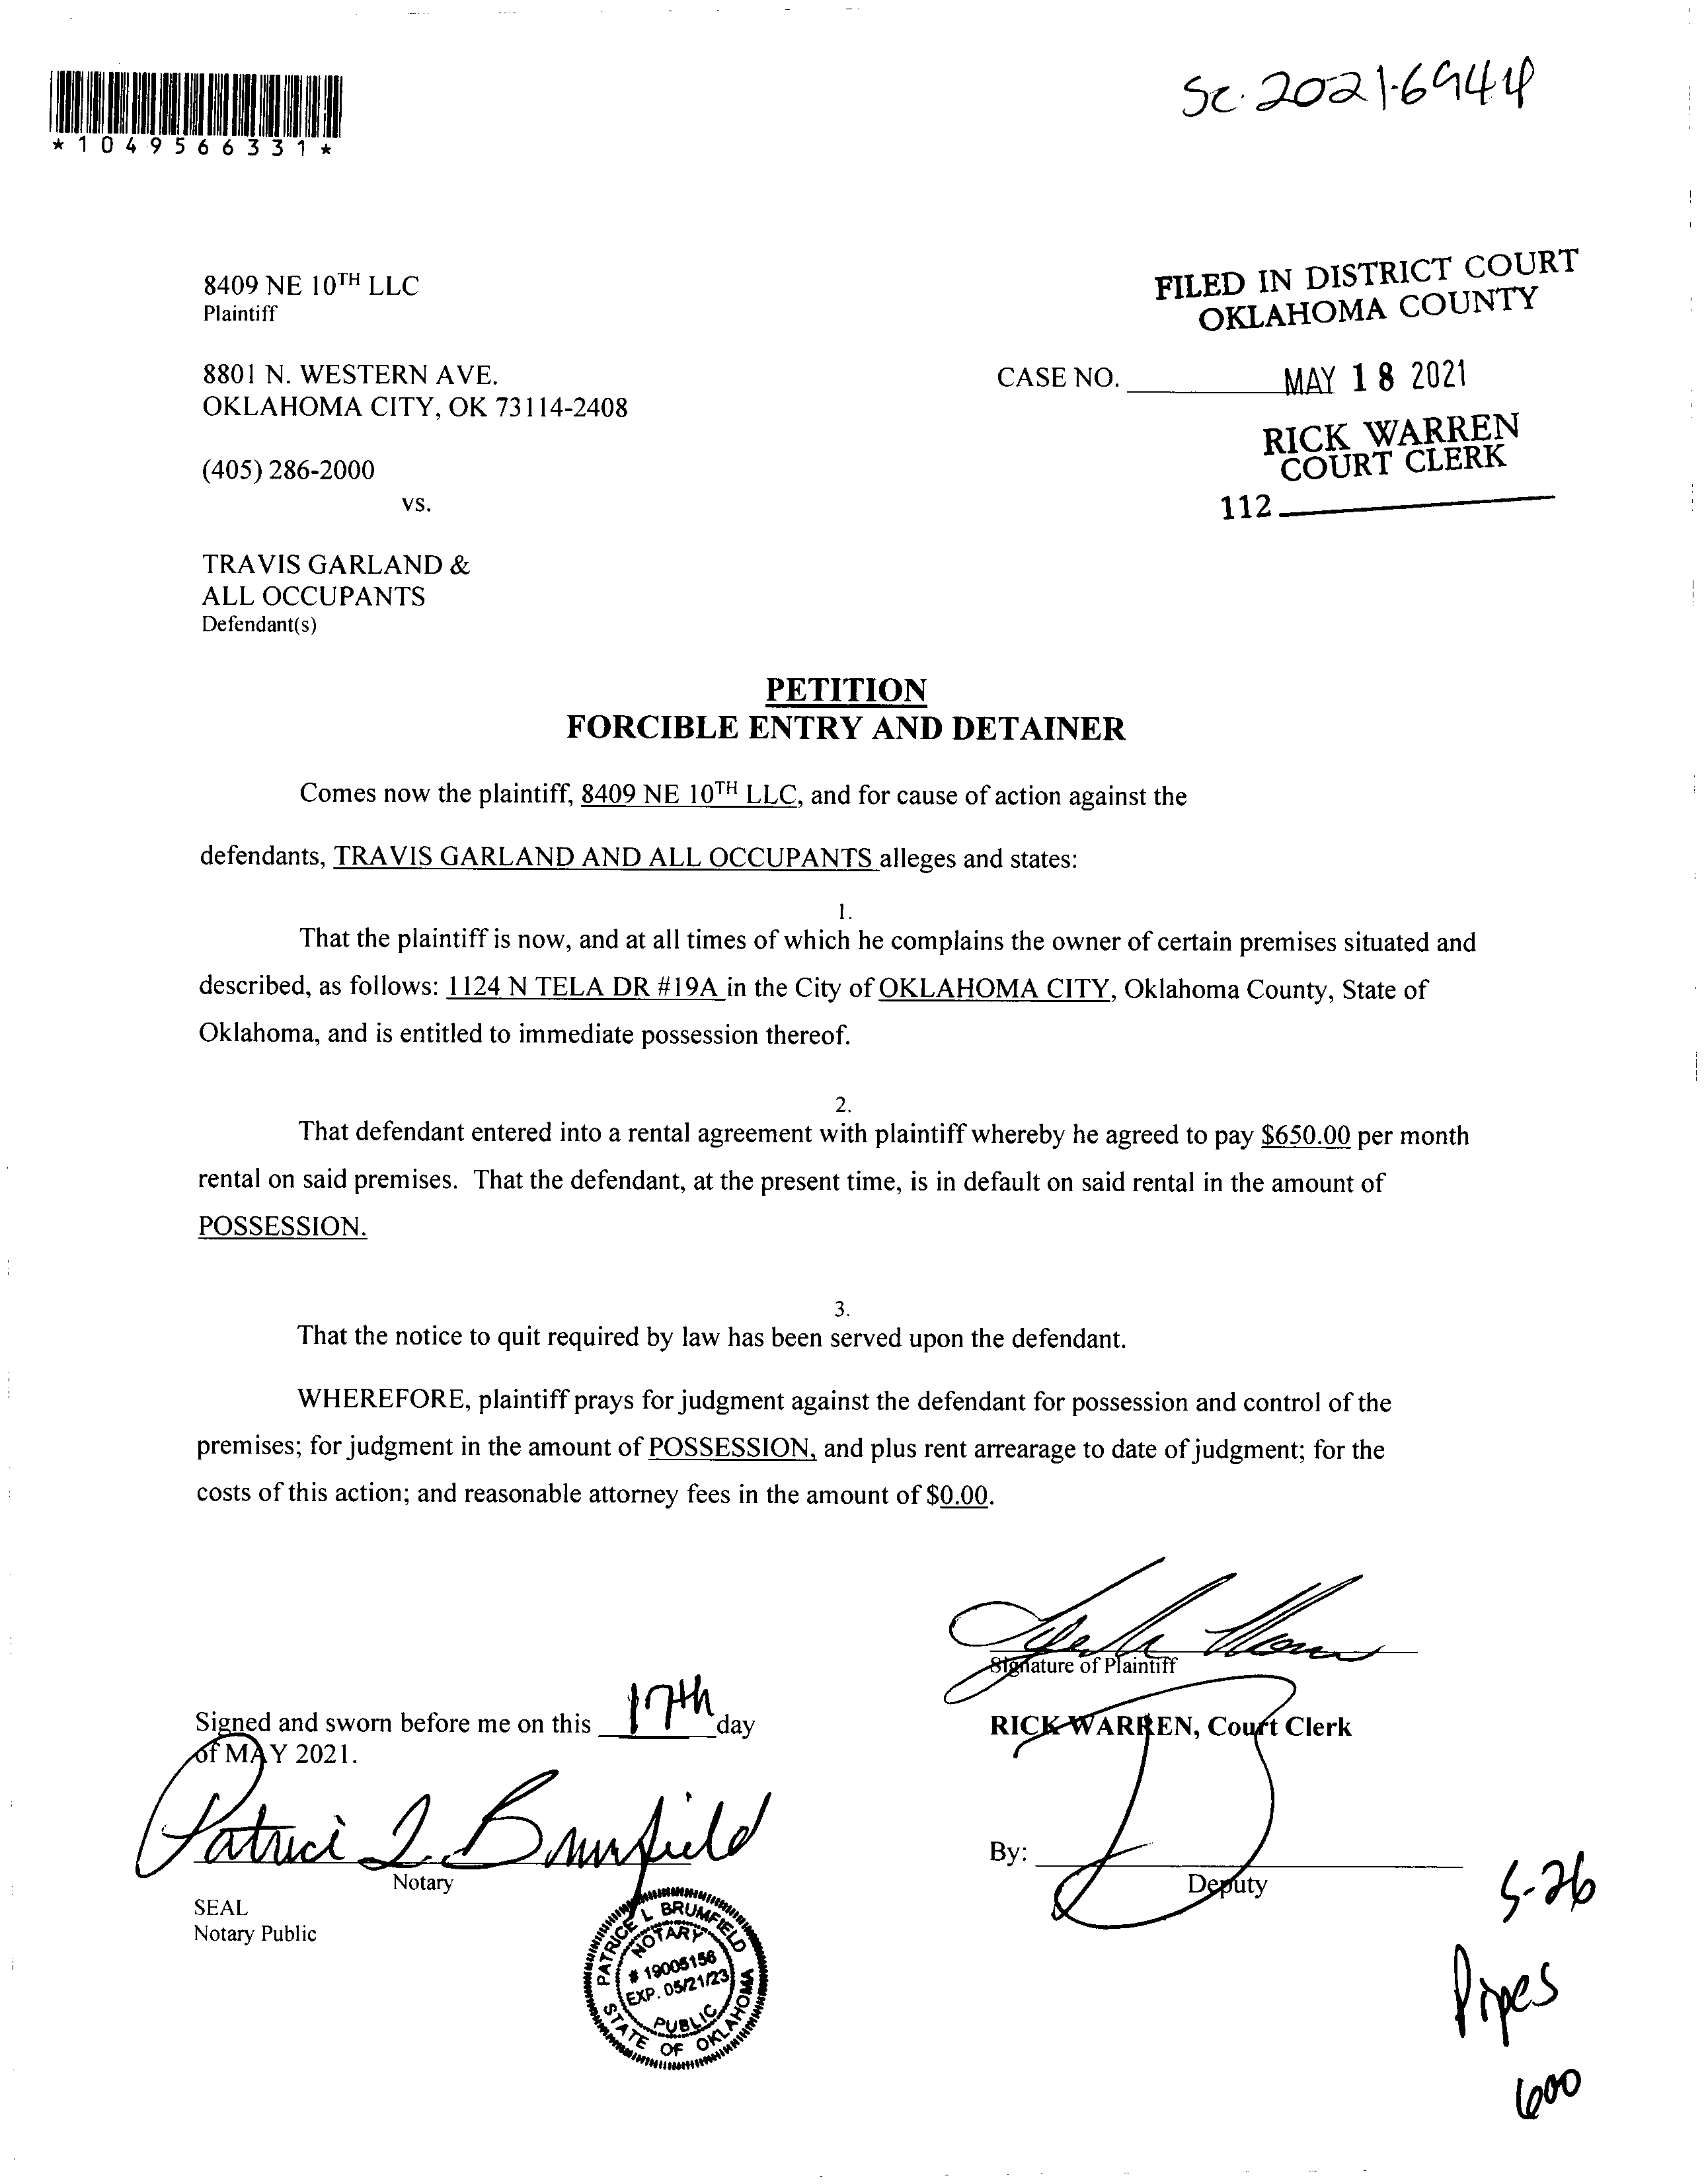 SC-2021-6944
*1049566331*
8409 NE 10TH LLC
Plaintiff
FILED IN DISTRICT COURT
OKLAHOMA COUNTY
8801 N. WESTERN AVE.
OKLAHOMA CITY, OK 73114-2408
CASE NO.
MAY 18 2021
RICK WARREN
COURT CLERK
(405) 286-2000
112
vs.
TRAVIS GARLAND &
ALL OCCUPANTS
Defendant(s)
PETITION
FORCIBLE ENTRY AND DETAINER
Comes now the plaintiff, 8409 NE 10TH LLC, and for cause of action against the
defendants, TRAVIS GARLAND AND ALL OCCUPANTS alleges and states:
1.
That the plaintiff is now, and at all times of which he complains the owner of certain premises situated and
described, as follows: 1124 N TELA DR #19A in the City of OKLAHOMA CITY, Oklahoma County, State of
Oklahoma, and is entitled to immediate possession thereof.
2.
That defendant entered into a rental agreement with plaintiff whereby he agreed to pay $650.00 per month
rental on said premises. That the defendant, at the present time, is in default on said rental in the amount of
POSSESSION.
3.
That the notice to quit required by law has been served upon the defendant.
WHEREFORE, plaintiff prays for judgment against the defendant for possession and control of the
premises; for judgment in the amount of POSSESSION, and plus rent arrearage to date of judgment; for the
costs of this action; and reasonable attorney fees in the amount of $0.00.
Signature of Plaintiff
Signed and sworn before me on this 17th day
of MAY 2021.
RICK WARREN, Court Clerk
Patrice L. Brumfield
Notary
By:
Deputy
SEAL
Notary Public
PATRICE L BRUMFIELD
NOTARY
# 19005156
EXP. 05/21/23
PUBLIC
STATE OF OKLAHOMA
5-26
Pipes
600